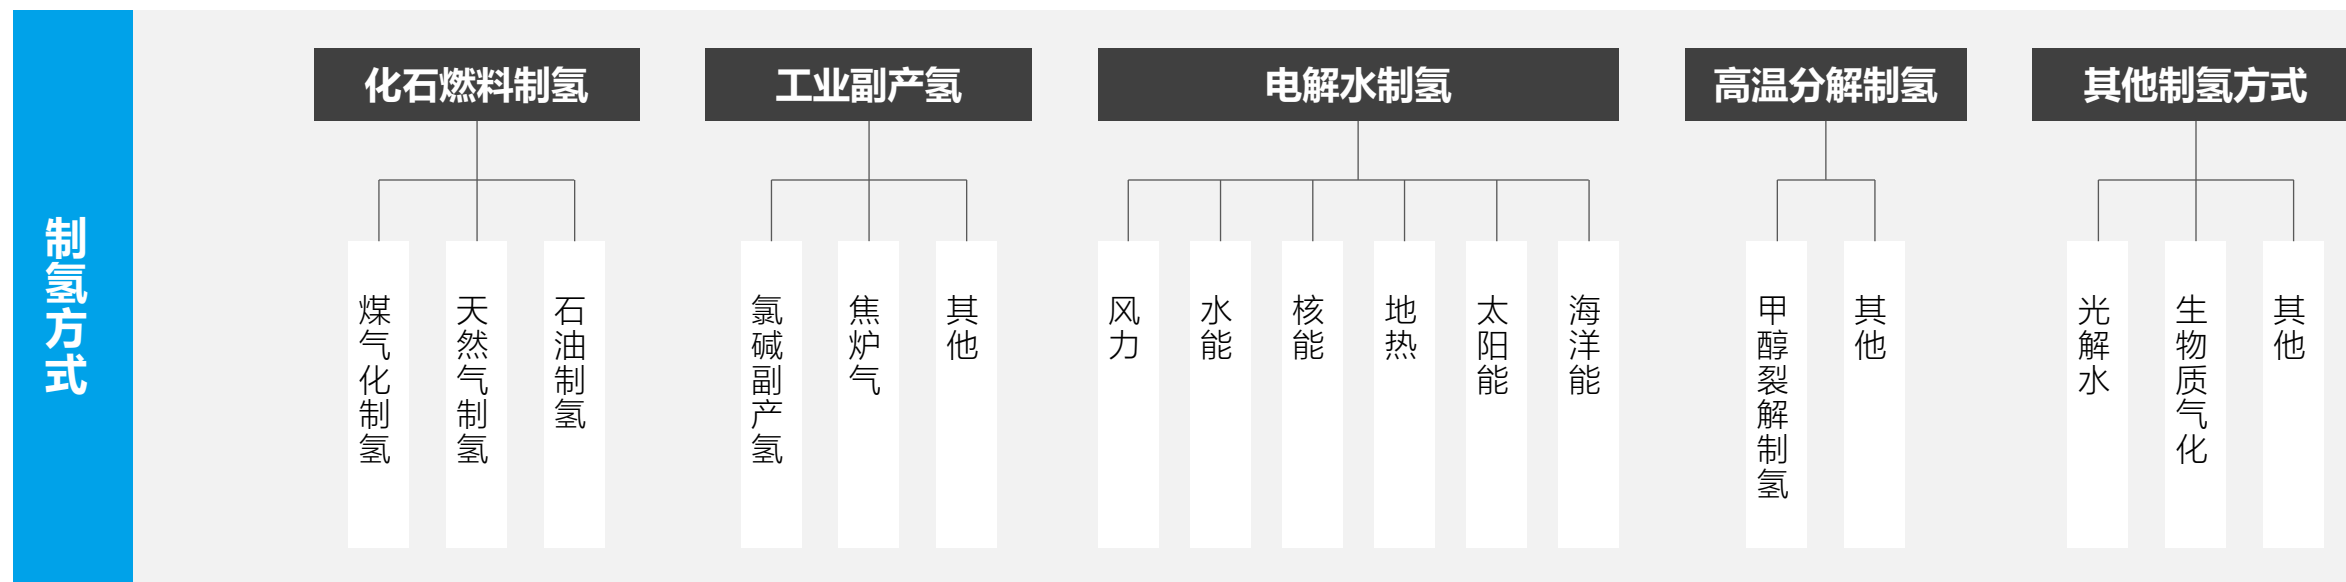 制氢方式
化石燃料制氢
煤气化制氢
天然气制氢
石油制氢
工业副产氢
氯碱副产氢
焦炉气
其他
电解水制氢
风力
水能
核能
地热
太阳能
海洋能
高温分解制氢
甲醇裂解制氢
其他
其他制氢方式
光解水
生物质气化
其他